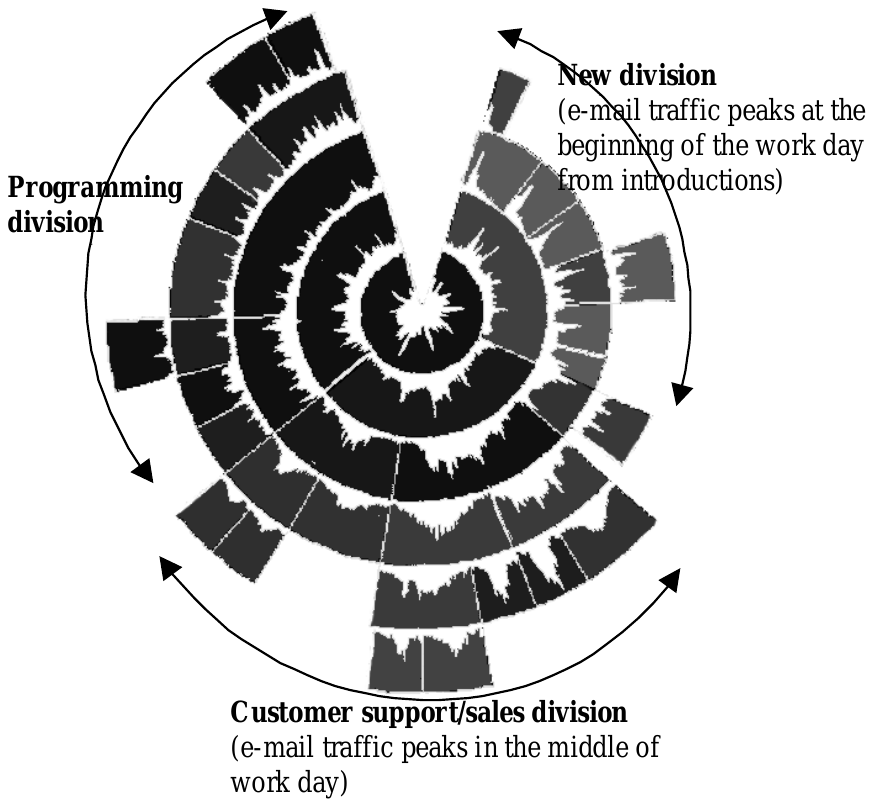 New division
(e-mail traffic peaks at the
beginning of the work day
from introductions)
Programming
division
Customer support/sales division
(e-mail traffic peaks in the middle of
work day)